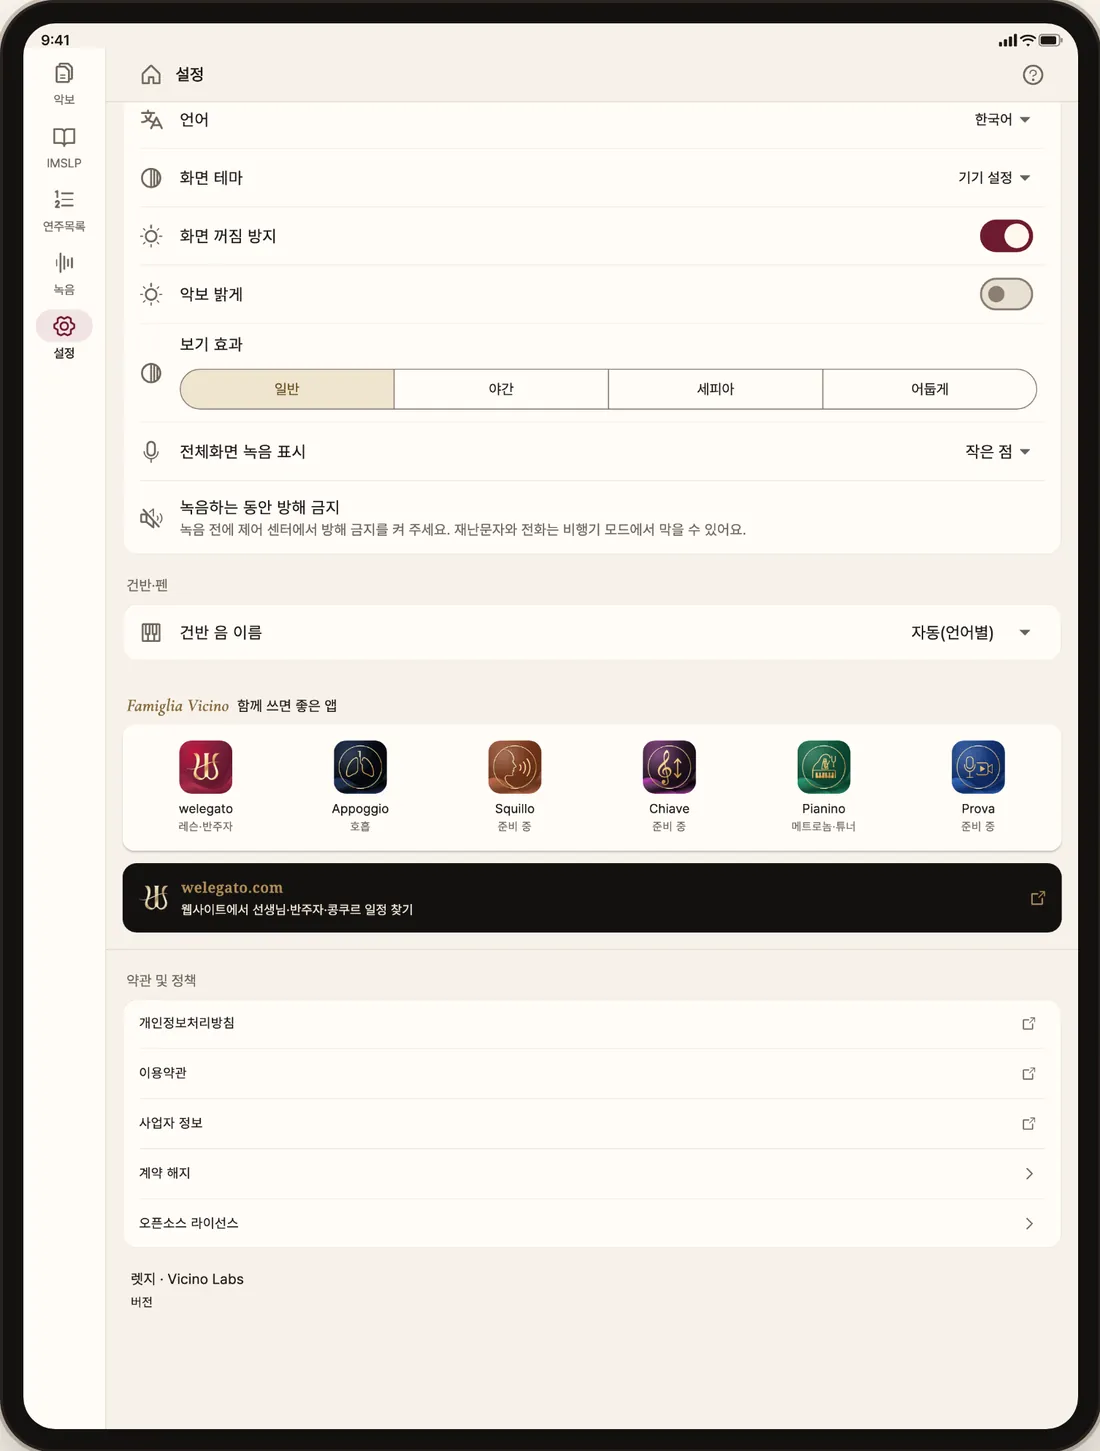 9:41
설정
악보
IMSLP
연주목록
녹음
설정
언어
한국어
화면 테마
기기 설정
화면 꺼짐 방지
악보 밝게
보기 효과
일반
야간
세피아
어둡게
전체화면 녹음 표시
작은 점
녹음하는 동안 방해 금지
녹음 전에 제어 센터에서 방해 금지를 켜 주세요. 재난문자와 전화는 비행기 모드에서 막을 수 있어요.
건반·펜
건반 음 이름
자동(언어별)
Famiglia Vicino 함께 쓰면 좋은 앱
welegato
레슨·반주자
Appoggio
호흡
Squillo
준비 중
Chiave
준비 중
Pianino
메트로놈·튜너
Prova
준비 중
welegato.com
웹사이트에서 선생님·반주자·콩쿠르 일정 찾기
약관 및 정책
개인정보처리방침
이용약관
사업자 정보
계약 해지
오픈소스 라이선스
렛지 · Vicino Labs
버전